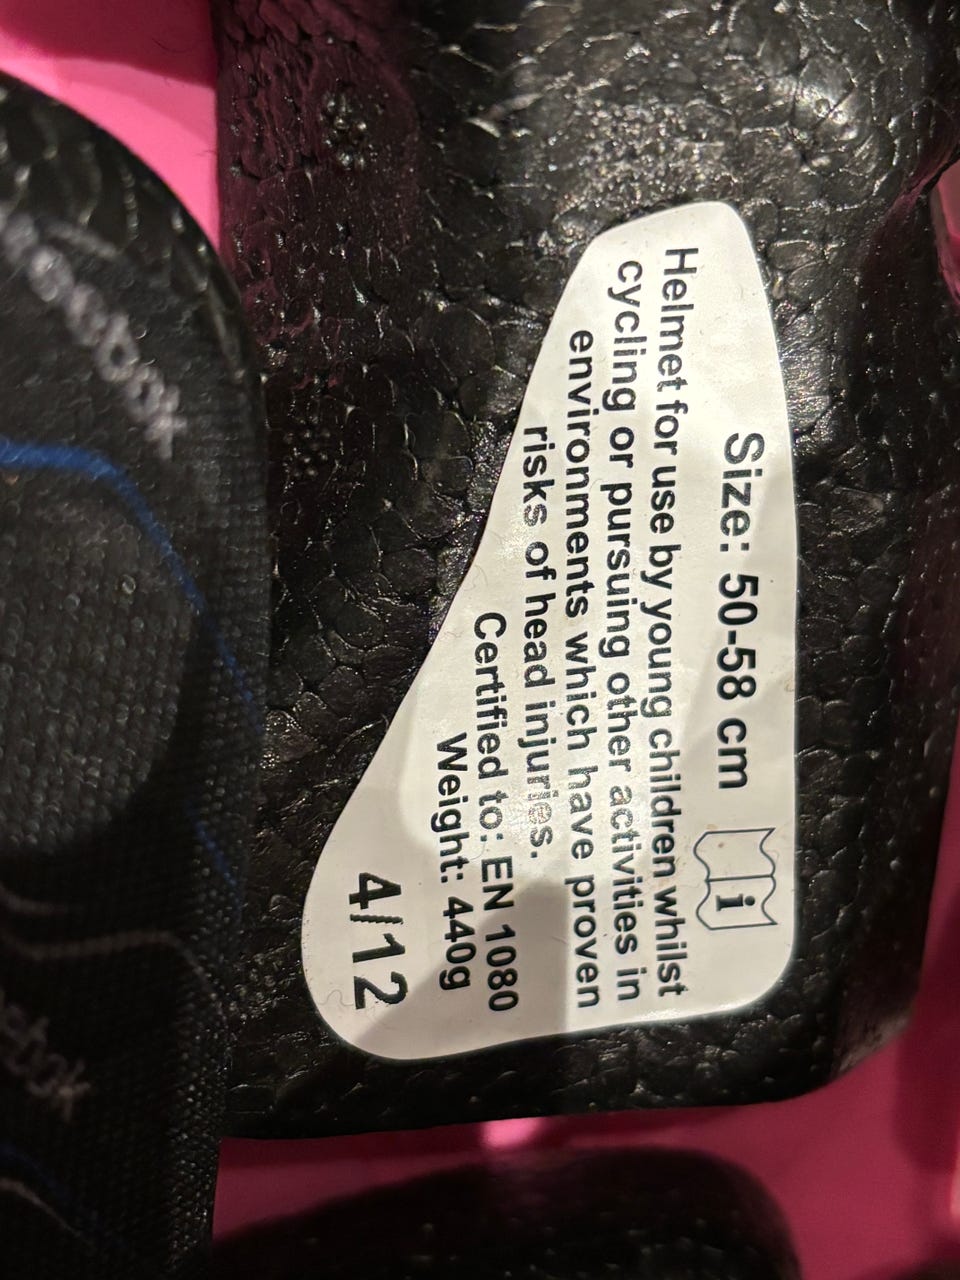 Size: 50-58 cm
i
Helmet for use by young children whilst
cycling or pursuing other activities in
environments which have proven
risks of head injuries.
Certified to: EN 1080
Weight: 440g
4/12